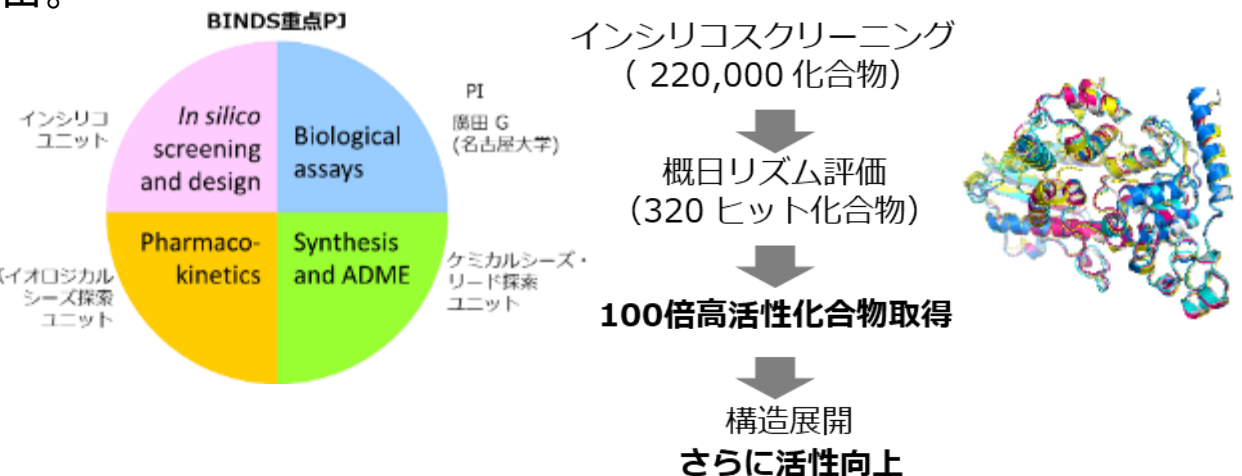 出。
BINDS重点PJ
インシリコ
ユニット
In silico
screening
and design
Biological
assays
PI
廣田 G
(名古屋大学)
Pharmaco-
kinetics
Synthesis
and ADME
バイオロジカル
シーズ探索
ユニット
ケミカルシーズ・
リード探索
ユニット
インシリコスクリーニング
（ 220,000 化合物）
概日リズム評価
（320 ヒット化合物）
100倍高活性化合物取得
構造展開
さらに活性向上